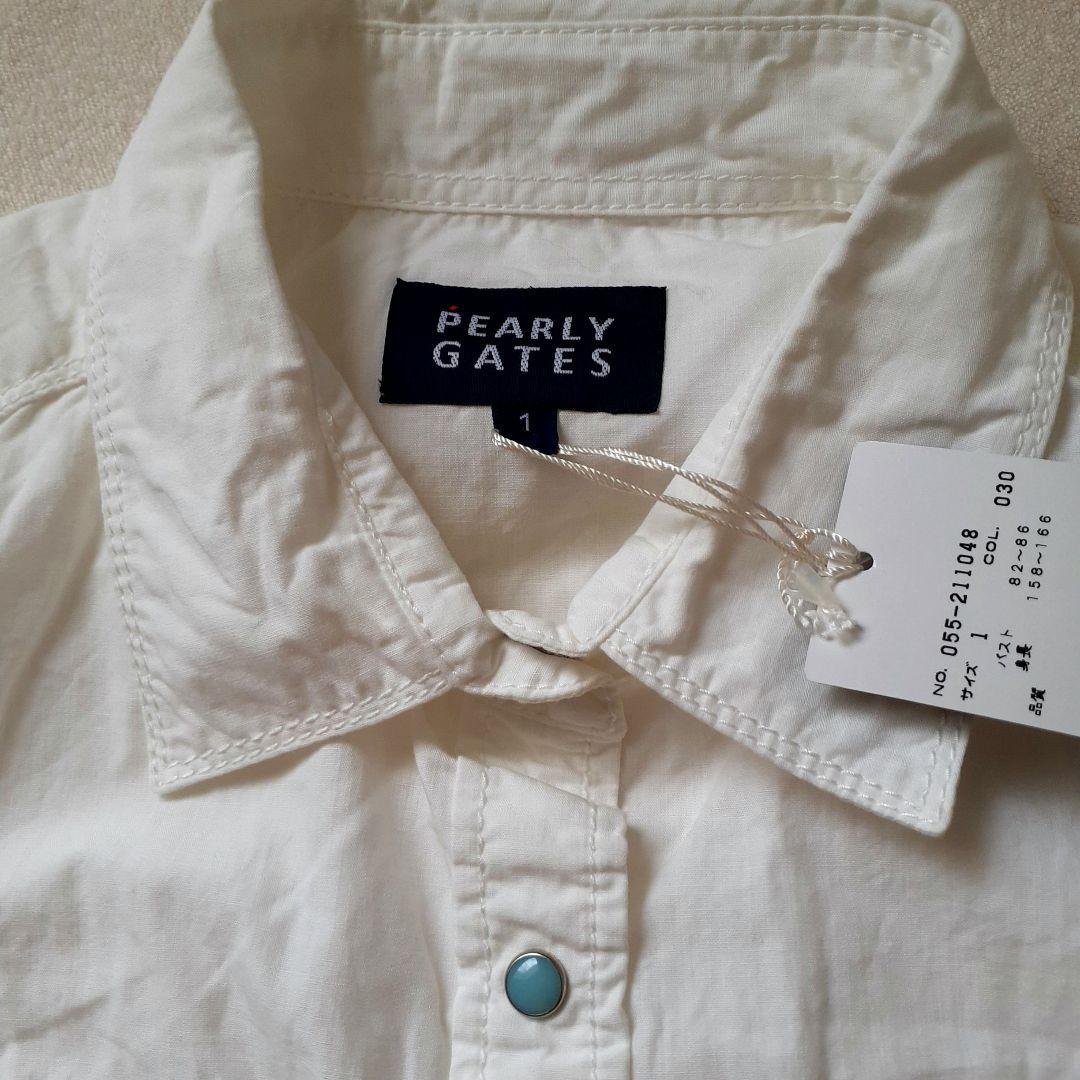 PEARLY
GATES
1
NO. 055-211048
サイズ 1 COL. 030
バスト 82~86
身長 158~166
品質